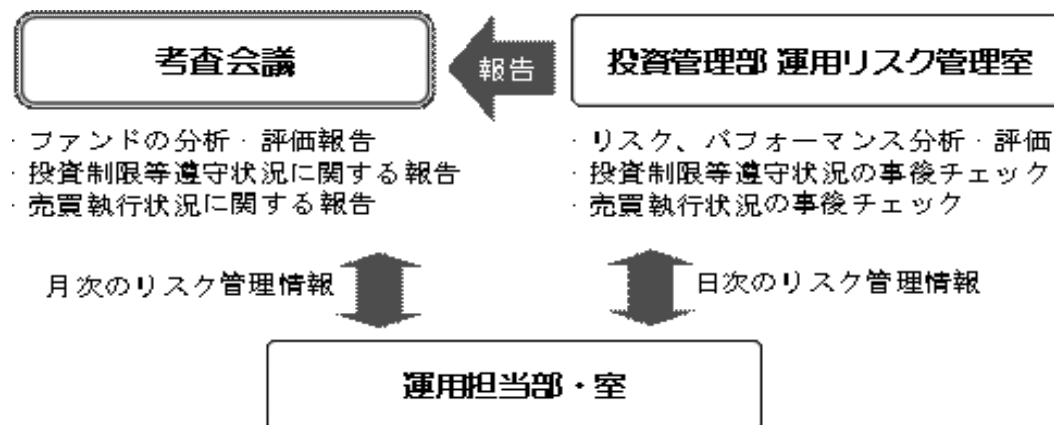 考査会議
報告
投資管理部 運用リスク管理室
・ファンドの分析・評価報告
・投資制限等遵守状況に関する報告
・売買執行状況に関する報告
・リスク、パフォーマンス分析・評価
・投資制限等遵守状況の事後チェック
・売買執行状況の事後チェック
月次のリスク管理情報
日次のリスク管理情報
運用担当部・室